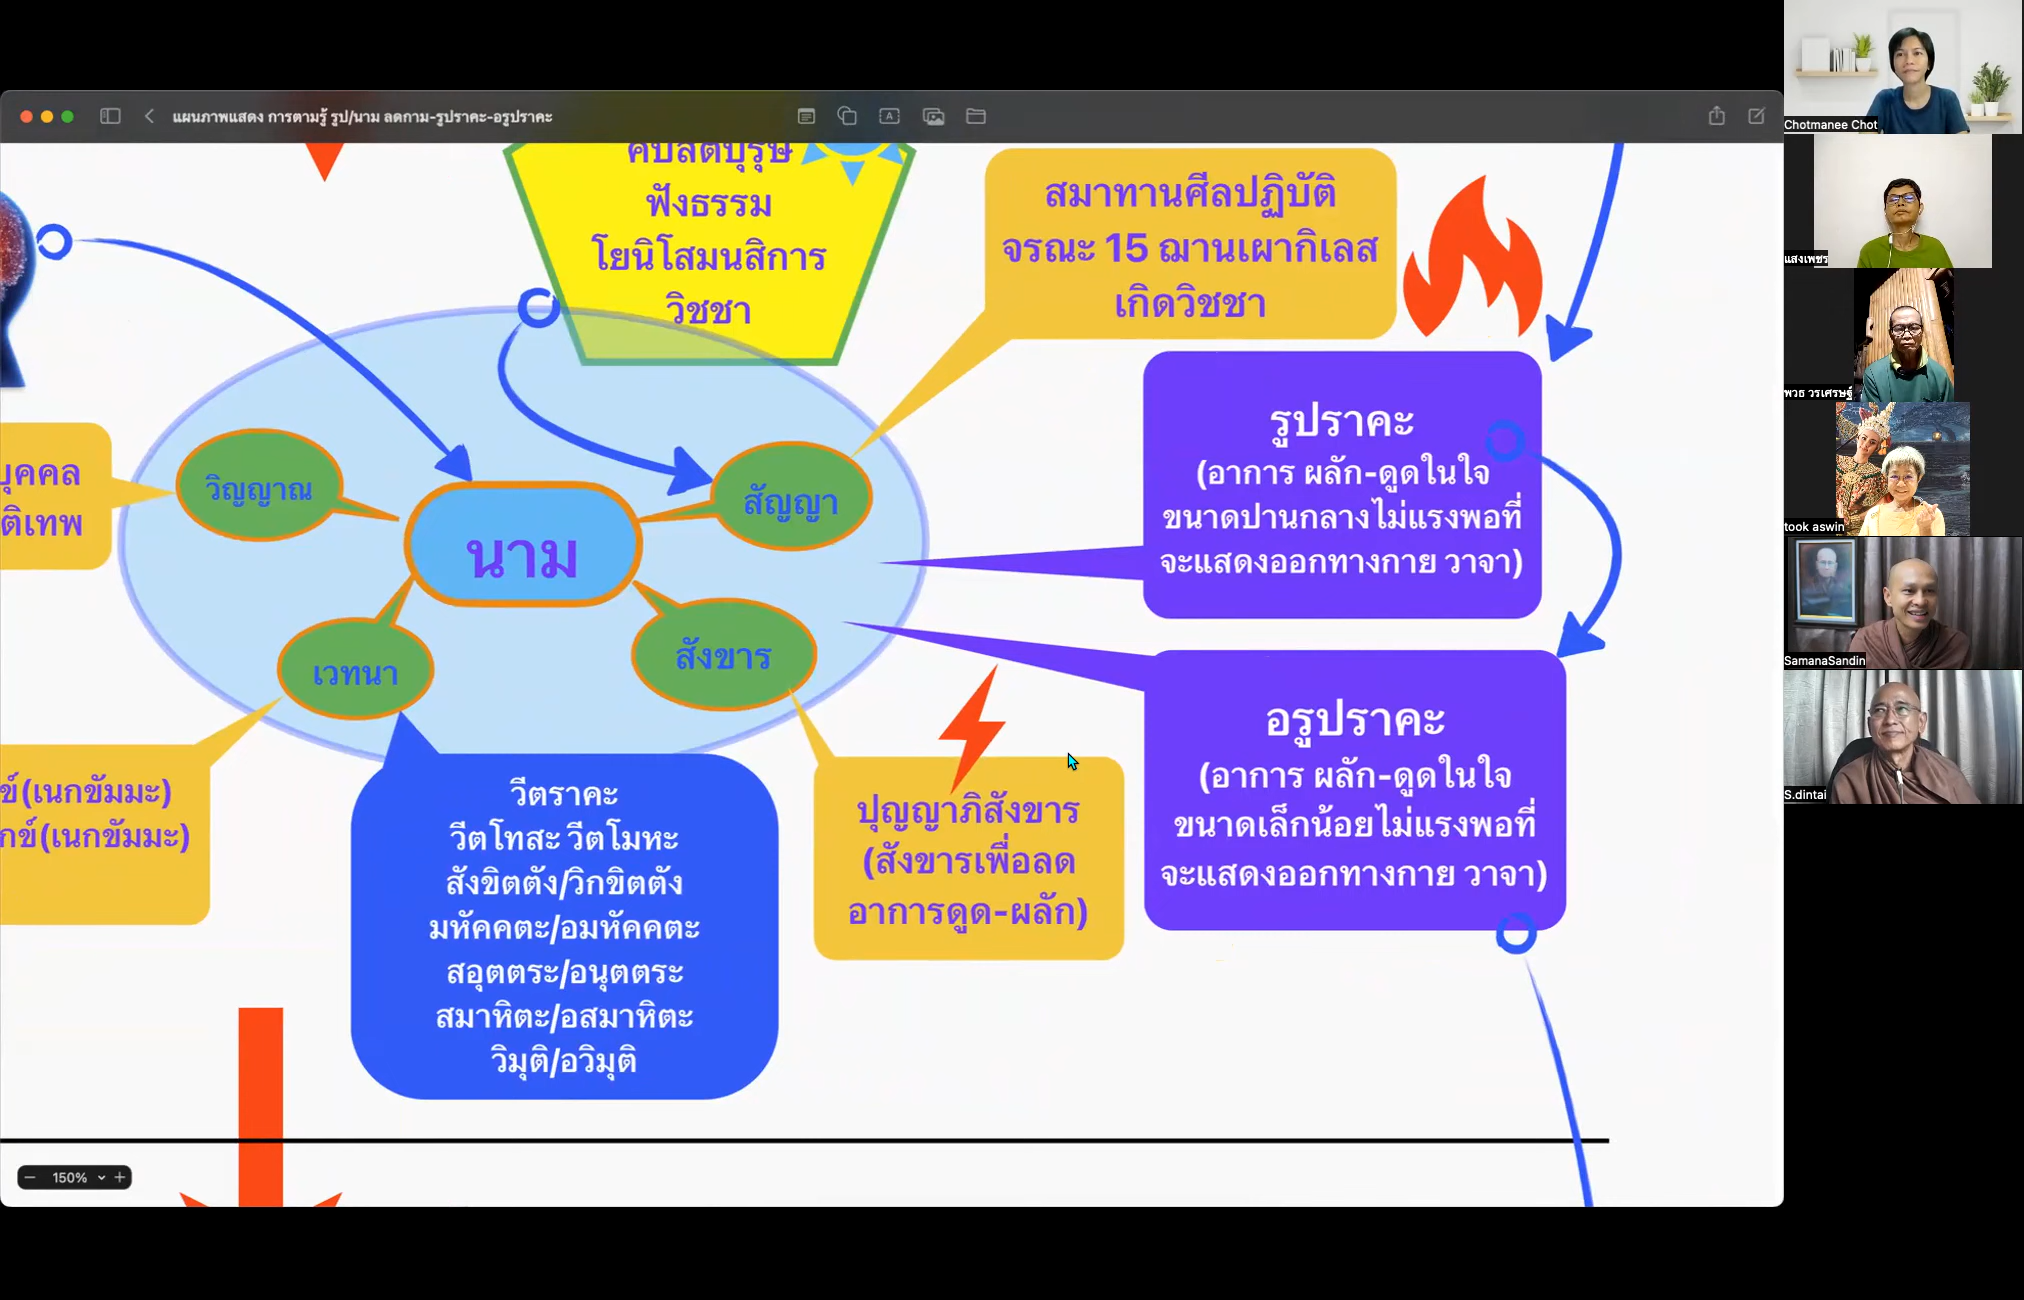 แผนภาพแสดง การตามรู้ รูป/นาม ลดกาม-รูปราคะ-อรูปราคะ
คบสัตบุรุษ
ฟังธรรม
โยนิโสมนสิการ
วิชชา
สมาทานศีลปฏิบัติ
จรณะ 15 ฌานเผากิเลส
เกิดวิชชา
รูปราคะ
(อาการ ผลัก-ดูดในใจ
ขนาดปานกลางไม่แรงพอที่
จะแสดงออกทางกาย วาจา)
วิญญาณ
สัญญา
นาม
เวทนา
สังขาร
อรูปราคะ
(อาการ ผลัก-ดูดในใจ
ขนาดเล็กน้อยไม่แรงพอที่
จะแสดงออกทางกาย วาจา)
บุคคล
ติเทพ
ข์(เนกขัมมะ)
กข์(เนกขัมมะ)
วีตราคะ
วีตโทสะ วีตโมหะ
สังขิตตัง/วิกขิตตัง
มหัคคตะ/อมหัคคตะ
สอุตตระ/อนุตตระ
สมาหิตะ/อสมาหิตะ
วิมุติ/อวิมุติ
ปุญญาภิสังขาร
(สังขารเพื่อลด
อาการดูด-ผลัก)
150%
Chotmanee Chot
แสงเพชร
พวธ วรเศรษฐ์
took aswin
SamanaSandin
S.dintai